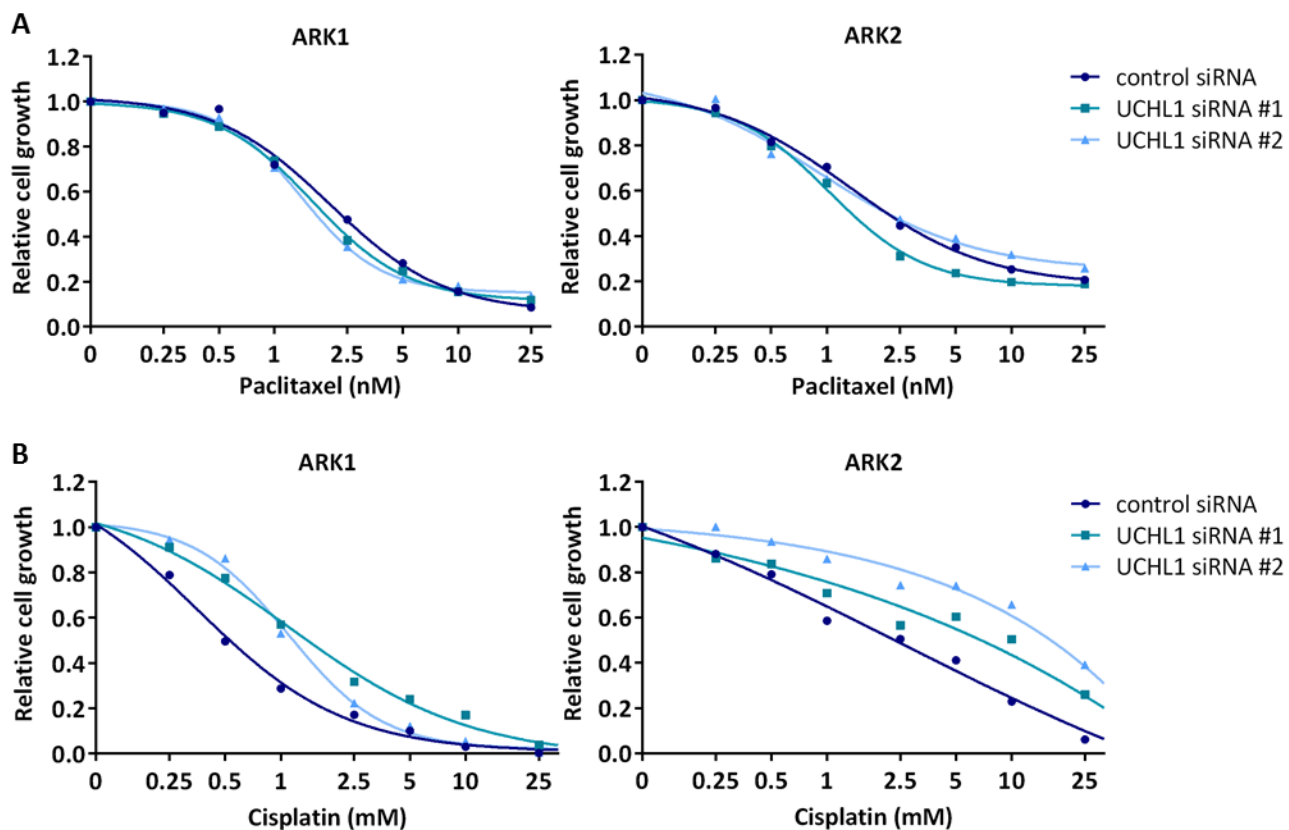 A
ARK1
ARK2
1.2
1.0
0.8
0.6
0.4
0.2
0.0
Relative cell growth
0 0.25 0.5 1 2.5 5 10 25
Paclitaxel (nM)
1.2
1.0
0.8
0.6
0.4
0.2
0.0
Relative cell growth
0 0.25 0.5 1 2.5 5 10 25
Paclitaxel (nM)
control siRNA
UCHL1 siRNA #1
UCHL1 siRNA #2
B
ARK1
ARK2
1.2
1.0
0.8
0.6
0.4
0.2
0.0
Relative cell growth
0 0.25 0.5 1 2.5 5 10 25
Cisplatin (mM)
1.2
1.0
0.8
0.6
0.4
0.2
0.0
Relative cell growth
0 0.25 0.5 1 2.5 5 10 25
Cisplatin (mM)
control siRNA
UCHL1 siRNA #1
UCHL1 siRNA #2